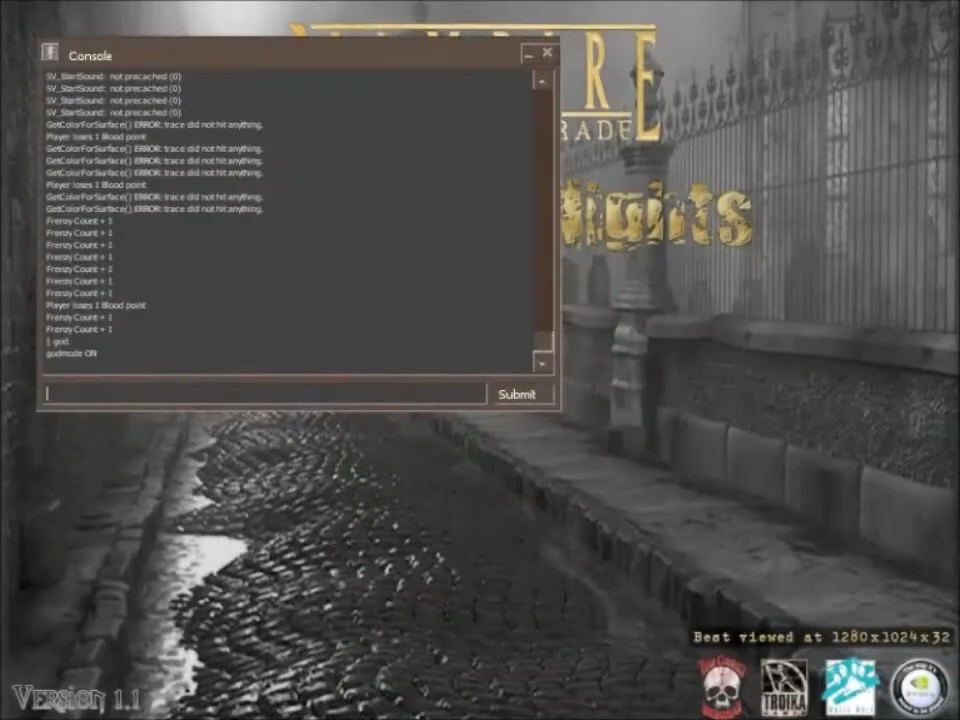 RE
RADE
Nights
Console
SV_StartSound: not precached (0)
SV_StartSound: not precached (0)
SV_StartSound: not precached (0)
SV_StartSound: not precached (0)
GetColorForSurface() ERROR: trace did not hit anything.
Player loses 1 Blood point
GetColorForSurface() ERROR: trace did not hit anything.
GetColorForSurface() ERROR: trace did not hit anything.
GetColorForSurface() ERROR: trace did not hit anything.
Player loses 1 Blood point
GetColorForSurface() ERROR: trace did not hit anything.
GetColorForSurface() ERROR: trace did not hit anything.
Frenzy Count + 1
Frenzy Count + 1
Frenzy Count + 1
Frenzy Count + 1
Frenzy Count + 1
Frenzy Count + 1
Frenzy Count + 1
Player loses 1 Blood point
Frenzy Count + 1
Frenzy Count + 1
] god
godmode ON
Submit
Best viewed at 1280x1024x32
TROIKA
Version 1.1